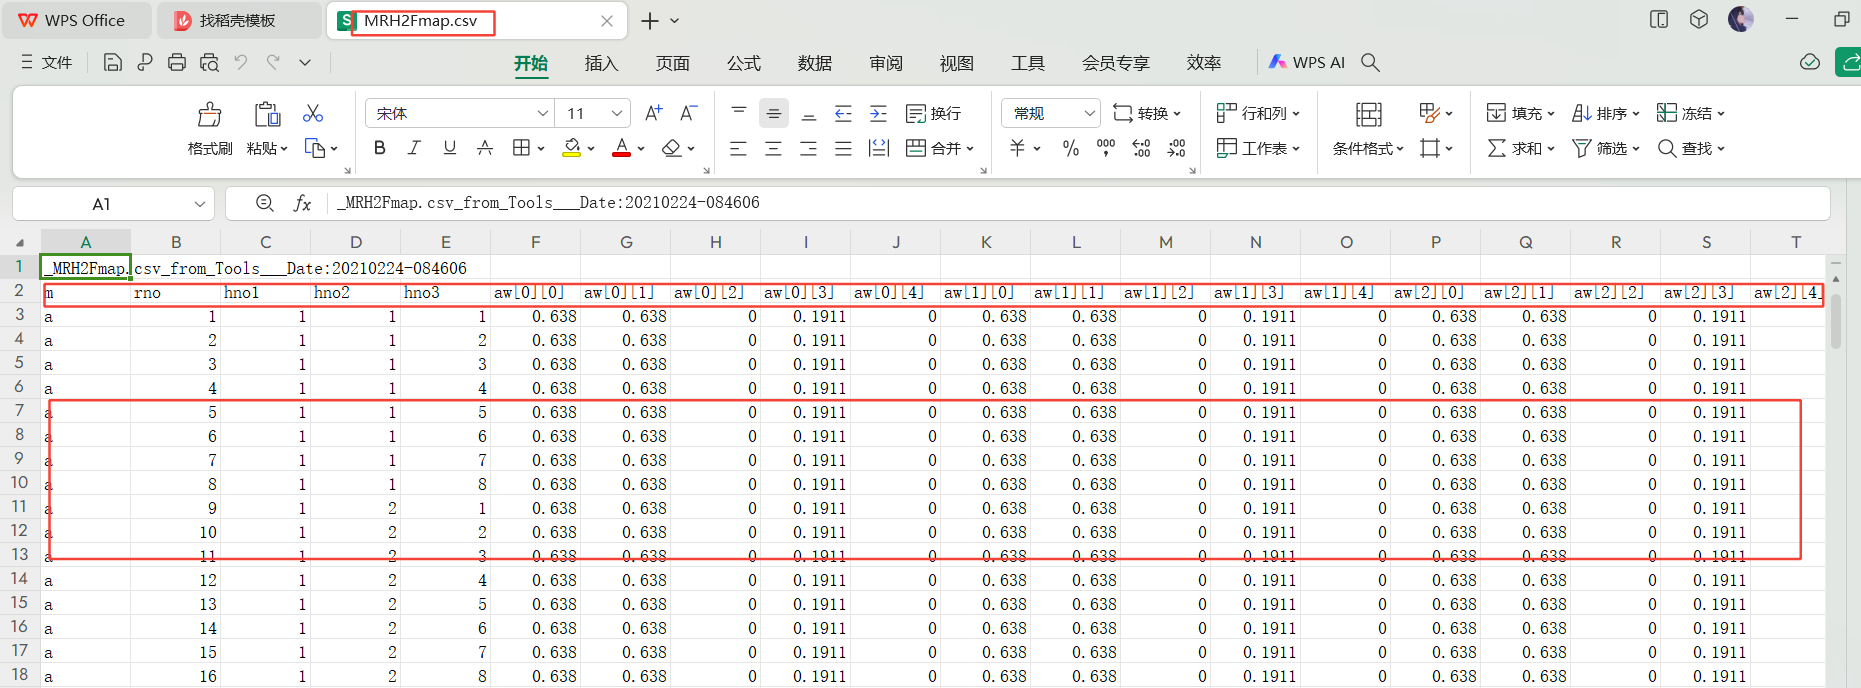 WPS Office 找稻壳模板 MRH2Fmap.csv
文件 开始 插入 页面 公式 数据 审阅 视图 工具 会员专享 效率 WPS AI
宋体 11 A+ A- 换行 常规 转换 行和列 填充 排序 冻结
格式刷 粘贴 B I U A A 合并 % 000 工作表 条件格式 求和 筛选 查找
A1 fx _MRH2Fmap.csv_from_Tools___Date:20210224-084606
A B C D E F G H I J K L M N O P Q R S T
1 _MRH2Fmap.csv_from_Tools___Date:20210224-084606
2 m rno hno1 hno2 hno3 aw[0][0] aw[0][1] aw[0][2] aw[0][3] aw[0][4] aw[1][0] aw[1][1] aw[1][2] aw[1][3] aw[1][4] aw[2][0] aw[2][1] aw[2][2] aw[2][3] aw[2][4]
3 a 1 1 1 1 0.638 0.638 0 0.1911 0 0.638 0.638 0 0.1911 0 0.638 0.638 0 0.1911
4 a 2 1 1 2 0.638 0.638 0 0.1911 0 0.638 0.638 0 0.1911 0 0.638 0.638 0 0.1911
5 a 3 1 1 3 0.638 0.638 0 0.1911 0 0.638 0.638 0 0.1911 0 0.638 0.638 0 0.1911
6 a 4 1 1 4 0.638 0.638 0 0.1911 0 0.638 0.638 0 0.1911 0 0.638 0.638 0 0.1911
7 a 5 1 1 5 0.638 0.638 0 0.1911 0 0.638 0.638 0 0.1911 0 0.638 0.638 0 0.1911
8 a 6 1 1 6 0.638 0.638 0 0.1911 0 0.638 0.638 0 0.1911 0 0.638 0.638 0 0.1911
9 a 7 1 1 7 0.638 0.638 0 0.1911 0 0.638 0.638 0 0.1911 0 0.638 0.638 0 0.1911
10 a 8 1 1 8 0.638 0.638 0 0.1911 0 0.638 0.638 0 0.1911 0 0.638 0.638 0 0.1911
11 a 9 1 2 1 0.638 0.638 0 0.1911 0 0.638 0.638 0 0.1911 0 0.638 0.638 0 0.1911
12 a 10 1 2 2 0.638 0.638 0 0.1911 0 0.638 0.638 0 0.1911 0 0.638 0.638 0 0.1911
13 a 11 1 2 3 0.638 0.638 0 0.1911 0 0.638 0.638 0 0.1911 0 0.638 0.638 0 0.1911
14 a 12 1 2 4 0.638 0.638 0 0.1911 0 0.638 0.638 0 0.1911 0 0.638 0.638 0 0.1911
15 a 13 1 2 5 0.638 0.638 0 0.1911 0 0.638 0.638 0 0.1911 0 0.638 0.638 0 0.1911
16 a 14 1 2 6 0.638 0.638 0 0.1911 0 0.638 0.638 0 0.1911 0 0.638 0.638 0 0.1911
17 a 15 1 2 7 0.638 0.638 0 0.1911 0 0.638 0.638 0 0.1911 0 0.638 0.638 0 0.1911
18 a 16 1 2 8 0.638 0.638 0 0.1911 0 0.638 0.638 0 0.1911 0 0.638 0.638 0 0.1911